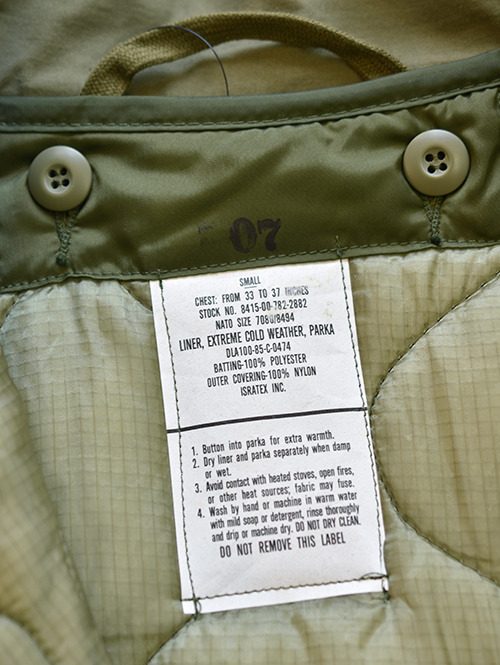 07
SMALL
CHEST: FROM 33 TO 37 INCHES
STOCK NO. 8415-00-782-2882
NATO SIZE 7080/8494
LINER, EXTREME COLD WEATHER, PARKA
DLA100-85-C-0474
BATTING-100% POLYESTER
OUTER COVERING-100% NYLON
ISRATEX INC.
1. Button into parka for extra warmth.
2. Dry liner and parka separately when damp
or wet.
3. Avoid contact with heated stoves, open fires,
or other heat sources; fabric may fuse.
4. Wash by hand or machine in warm water
with mild soap or detergent, rinse thoroughly
and drip or machine dry. DO NOT DRY CLEAN.
DO NOT REMOVE THIS LABEL